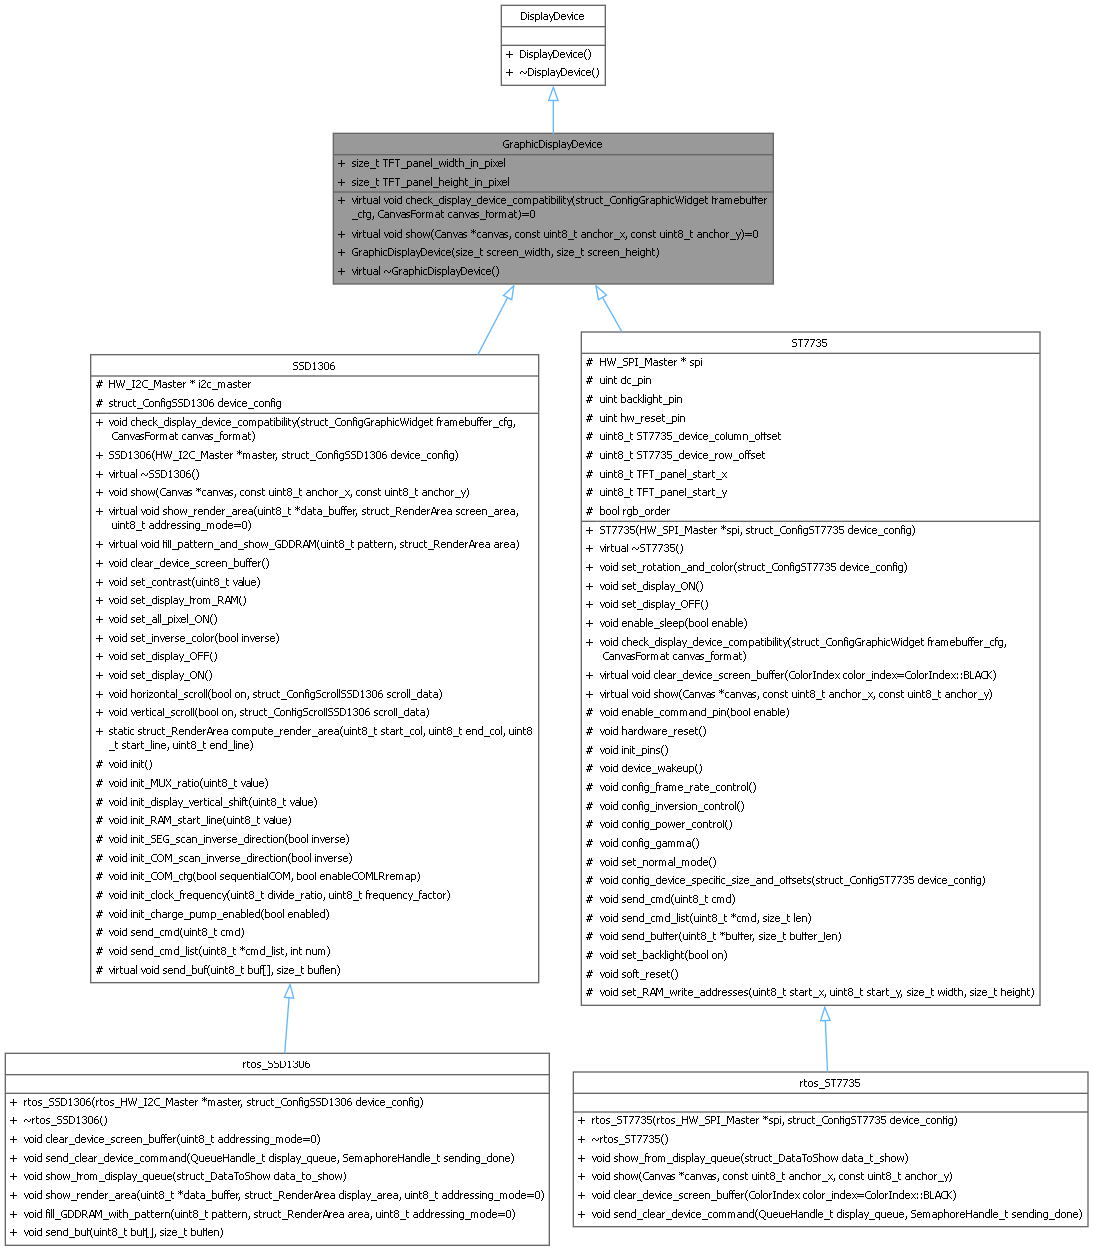 DisplayDevice
+ DisplayDevice()
+ ~DisplayDevice()
GraphicDisplayDevice
+ size_t TFT_panel_width_in_pixel
+ size_t TFT_panel_height_in_pixel
+ virtual void check_display_device_compatibility(struct_ConfigGraphicWidget framebuffer
_cfg, CanvasFormat canvas_format)=0
+ virtual void show(Canvas *canvas, const uint8_t anchor_x, const uint8_t anchor_y)=0
+ GraphicDisplayDevice(size_t screen_width, size_t screen_height)
+ virtual ~GraphicDisplayDevice()
SSD1306
# HW_I2C_Master * i2c_master
# struct_ConfigSSD1306 device_config
+ void check_display_device_compatibility(struct_ConfigGraphicWidget framebuffer_cfg,
CanvasFormat canvas_format)
+ SSD1306(HW_I2C_Master *master, struct_ConfigSSD1306 device_config)
+ virtual ~SSD1306()
+ void show(Canvas *canvas, const uint8_t anchor_x, const uint8_t anchor_y)
+ virtual void show_render_area(uint8_t *data_buffer, struct_RenderArea screen_area,
uint8_t addressing_mode=0)
+ virtual void fill_pattern_and_show_GDDRAM(uint8_t pattern, struct_RenderArea area)
+ void clear_device_screen_buffer()
+ void set_contrast(uint8_t value)
+ void set_display_from_RAM()
+ void set_all_pixel_ON()
+ void set_inverse_color(bool inverse)
+ void set_display_OFF()
+ void set_display_ON()
+ void horizontal_scroll(bool on, struct_ConfigScrollSSD1306 scroll_data)
+ void vertical_scroll(bool on, struct_ConfigScrollSSD1306 scroll_data)
+ static struct_RenderArea compute_render_area(uint8_t start_col, uint8_t end_col, uint8
_t start_line, uint8_t end_line)
# void init()
# void init_MUX_ratio(uint8_t value)
# void init_display_vertical_shift(uint8_t value)
# void init_RAM_start_line(uint8_t value)
# void init_SEG_scan_inverse_direction(bool inverse)
# void init_COM_scan_inverse_direction(bool inverse)
# void init_COM_cfg(bool sequentialCOM, bool enableCOMLRremap)
# void init_clock_frequency(uint8_t divide_ratio, uint8_t frequency_factor)
# void init_charge_pump_enabled(bool enabled)
# void send_cmd(uint8_t cmd)
# void send_cmd_list(uint8_t *cmd_list, int num)
# virtual void send_buf(uint8_t buf[], size_t buflen)
ST7735
# HW_SPI_Master * spi
# uint dc_pin
# uint backlight_pin
# uint hw_reset_pin
# uint8_t ST7735_device_column_offset
# uint8_t ST7735_device_row_offset
# uint8_t TFT_panel_start_x
# uint8_t TFT_panel_start_y
# bool rgb_order
+ ST7735(HW_SPI_Master *spi, struct_ConfigST7735 device_config)
+ virtual ~ST7735()
+ void set_rotation_and_color(struct_ConfigST7735 device_config)
+ void set_display_ON()
+ void set_display_OFF()
+ void enable_sleep(bool enable)
+ void check_display_device_compatibility(struct_ConfigGraphicWidget framebuffer_cfg,
CanvasFormat canvas_format)
+ virtual void clear_device_screen_buffer(ColorIndex color_index=ColorIndex::BLACK)
+ virtual void show(Canvas *canvas, const uint8_t anchor_x, const uint8_t anchor_y)
# void enable_command_pin(bool enable)
# void hardware_reset()
# void init_pins()
# void device_wakeup()
# void config_frame_rate_control()
# void config_inversion_control()
# void config_power_control()
# void config_gamma()
# void set_normal_mode()
# void config_device_specific_size_and_offsets(struct_ConfigST7735 device_config)
# void send_cmd(uint8_t cmd)
# void send_cmd_list(uint8_t *cmd, size_t len)
# void send_buffer(uint8_t *buffer, size_t buffer_len)
# void set_backlight(bool on)
# void soft_reset()
# void set_RAM_write_addresses(uint8_t start_x, uint8_t start_y, size_t width, size_t height)
rtos_SSD1306
+ rtos_SSD1306(rtos_HW_I2C_Master *master, struct_ConfigSSD1306 device_config)
+ ~rtos_SSD1306()
+ void clear_device_screen_buffer(uint8_t addressing_mode=0)
+ void send_clear_device_command(QueueHandle_t display_queue, SemaphoreHandle_t sending_done)
+ void show_from_display_queue(struct_DataToShow data_to_show)
+ void show_render_area(uint8_t *data_buffer, struct_RenderArea display_area, uint8_t addressing_mode=0)
+ void fill_GDDRAM_with_pattern(uint8_t pattern, struct_RenderArea area, uint8_t addressing_mode=0)
+ void send_buf(uint8_t buf[], size_t buflen)
rtos_ST7735
+ rtos_ST7735(rtos_HW_SPI_Master *spi, struct_ConfigST7735 device_config)
+ ~rtos_ST7735()
+ void show_from_display_queue(struct_DataToShow data_t_show)
+ void show(Canvas *canvas, const uint8_t anchor_x, const uint8_t anchor_y)
+ void clear_device_screen_buffer(ColorIndex color_index=ColorIndex::BLACK)
+ void send_clear_device_command(QueueHandle_t display_queue, SemaphoreHandle_t sending_done)